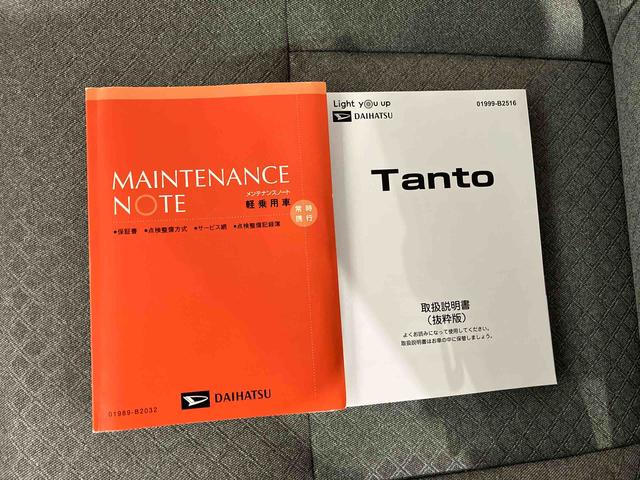 MAINTENANCE
NOTE
メンテナンスノート
軽乗用車
常時
携行
●保証書 ●点検整備方式 ●サービス網 ●点検整備記録簿
DAIHATSU
01989-B2032
Light you up
DAIHATSU
01999-B2516
Tanto
取扱説明書
(抜粋版)
よくお読みになって使用してください。
取扱説明書はお車の中に保管しましょう。